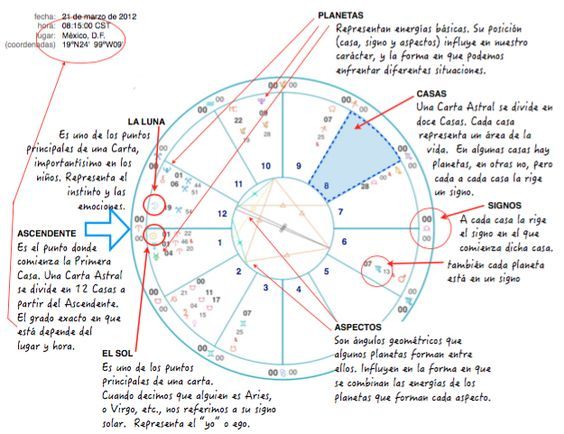 fecha: 21 de marzo de 2012
hora: 08:15:00 CST
lugar: México, D.F.
(coordenadas) 19°N24' 99°W09'
PLANETAS
Representan energías básicas. Su posición
(casa, signo y aspectos) influye en nuestro
carácter, y la forma en que podemos
enfrentar diferentes situaciones.
CASAS
Una Carta Astral se divide en
doce Casas. Cada casa
representa un área de la
vida. En algunas casas hay
planetas, en otras no, pero
cada a cada casa la rige
un signo.
LA LUNA
Es uno de los puntos
principales de una Carta,
importantísimo en los
niños. Representa el
instinto y las
emociones.
SIGNOS
A cada casa la rige
el signo en el que
comienza dicha casa.
también cada planeta
está en un signo
ASCENDENTE
Es el punto donde
comienza la Primera
Casa. Una Carta Astral
se divide en 12 Casas a
partir del Ascendente.
El grado exacto en que
está depende del
lugar y hora.
EL SOL
Es uno de los puntos
principales de una carta.
Cuando decimos que alguien es Aries,
o Virgo, etc., nos referimos a su signo
solar. Representa el "yo" o ego.
ASPECTOS
Son ángulos geométricos que
algunos planetas forman entre
ellos. Influyen en la forma en que
se combinan las energías de los
planetas que forman cada aspecto.
10
9
11
8
12
7
1
6
2
3
4
5